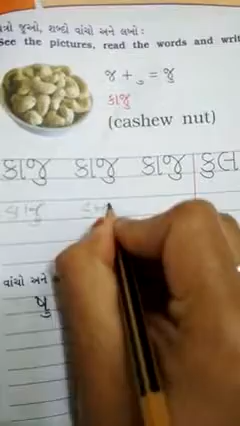 ત્રો જુઓ, શબ્દો વાંચો અને લખો :
See the pictures, read the words and writ
જ + ુ = જુ
કાજુ
(cashew nut)
કાજુ કાજુ કાજુ કુલ
કાજુ
વાંચો અને
ષુ